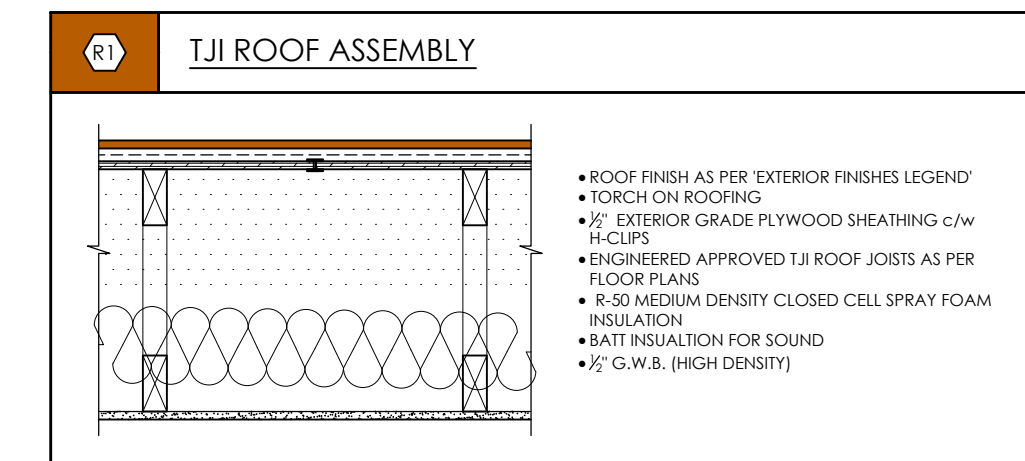 R1
TJI ROOF ASSEMBLY
• ROOF FINISH AS PER 'EXTERIOR FINISHES LEGEND'
• TORCH ON ROOFING
• ½" EXTERIOR GRADE PLYWOOD SHEATHING c/w
H-CLIPS
• ENGINEERED APPROVED TJI ROOF JOISTS AS PER
FLOOR PLANS
• R-50 MEDIUM DENSITY CLOSED CELL SPRAY FOAM
INSULATION
• BATT INSUALTION FOR SOUND
• ½" G.W.B. (HIGH DENSITY)